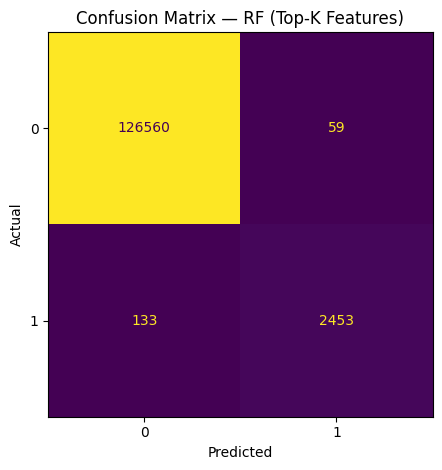 Confusion Matrix — RF (Top-K Features)
Actual
0
126560
59
1
133
2453
0
1
Predicted